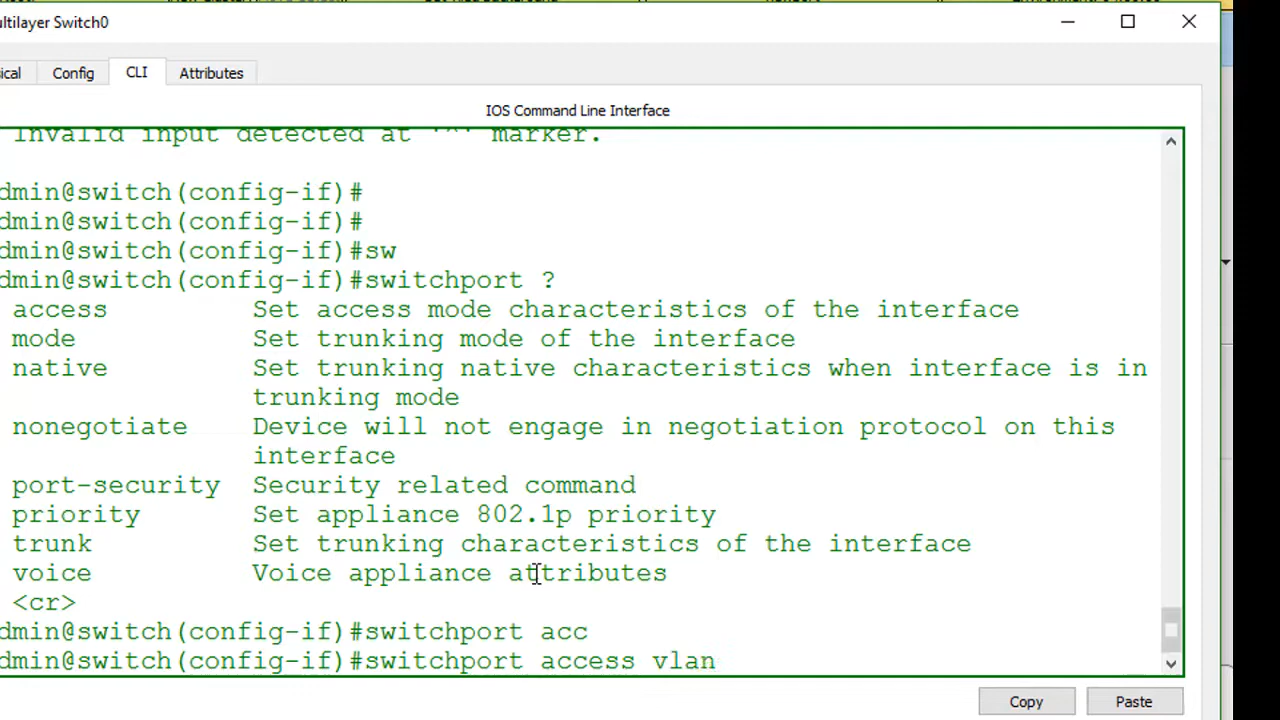 ultilayer Switch0
ical Config CLI Attributes
IOS Command Line Interface
Invalid input detected at '^' marker.
dmin@switch(config-if)#
dmin@switch(config-if)#
dmin@switch(config-if)#sw
dmin@switch(config-if)#switchport ?
access Set access mode characteristics of the interface
mode Set trunking mode of the interface
native Set trunking native characteristics when interface is in
trunking mode
nonegotiate Device will not engage in negotiation protocol on this
interface
port-security Security related command
priority Set appliance 802.1p priority
trunk Set trunking characteristics of the interface
voice Voice appliance attributes
<cr>
dmin@switch(config-if)#switchport acc
dmin@switch(config-if)#switchport access vlan
Copy Paste